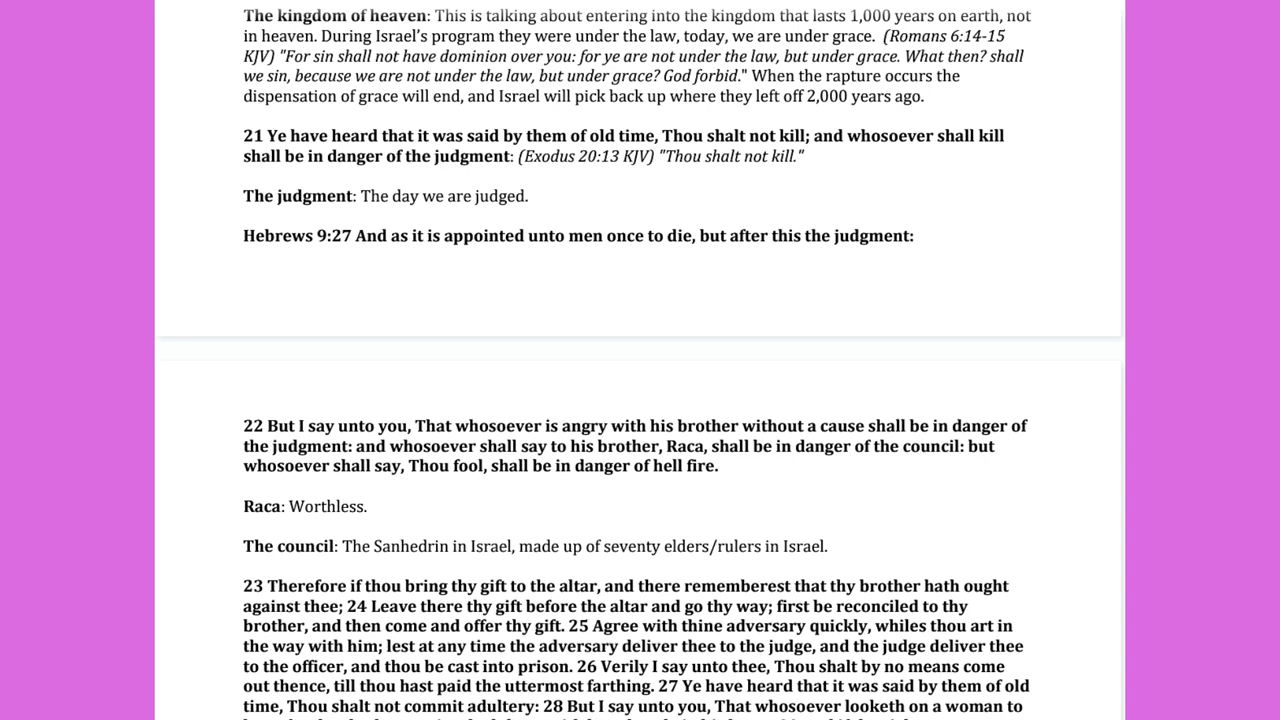 The kingdom of heaven: This is talking about entering into the kingdom that lasts 1,000 years on earth, not
in heaven. During Israel’s program they were under the law, today, we are under grace. (Romans 6:14-15
KJV) "For sin shall not have dominion over you: for ye are not under the law, but under grace. What then? shall
we sin, because we are not under the law, but under grace? God forbid." When the rapture occurs the
dispensation of grace will end, and Israel will pick back up where they left off 2,000 years ago.
21 Ye have heard that it was said by them of old time, Thou shalt not kill; and whosoever shall kill
shall be in danger of the judgment: (Exodus 20:13 KJV) "Thou shalt not kill."
The judgment: The day we are judged.
Hebrews 9:27 And as it is appointed unto men once to die, but after this the judgment:
22 But I say unto you, That whosoever is angry with his brother without a cause shall be in danger of
the judgment: and whosoever shall say to his brother, Raca, shall be in danger of the council: but
whosoever shall say, Thou fool, shall be in danger of hell fire.
Raca: Worthless.
The council: The Sanhedrin in Israel, made up of seventy elders/rulers in Israel.
23 Therefore if thou bring thy gift to the altar, and there rememberest that thy brother hath ought
against thee; 24 Leave there thy gift before the altar and go thy way; first be reconciled to thy
brother, and then come and offer thy gift. 25 Agree with thine adversary quickly, whiles thou art in
the way with him; lest at any time the adversary deliver thee to the judge, and the judge deliver thee
to the officer, and thou be cast into prison. 26 Verily I say unto thee, Thou shalt by no means come
out thence, till thou hast paid the uttermost farthing. 27 Ye have heard that it was said by them of old
time, Thou shalt not commit adultery: 28 But I say unto you, That whosoever looketh on a woman to